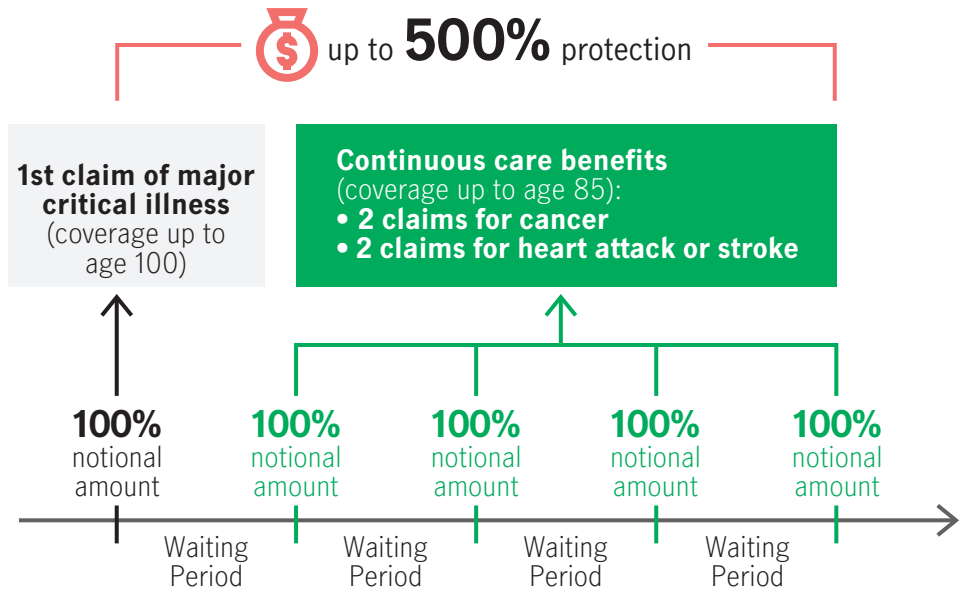 $ up to 500% protection
1st claim of major
critical illness
(coverage up to
age 100)
Continuous care benefits
(coverage up to age 85):
• 2 claims for cancer
• 2 claims for heart attack or stroke
100%
notional
amount
100%
notional
amount
100%
notional
amount
100%
notional
amount
100%
notional
amount
Waiting
Period
Waiting
Period
Waiting
Period
Waiting
Period